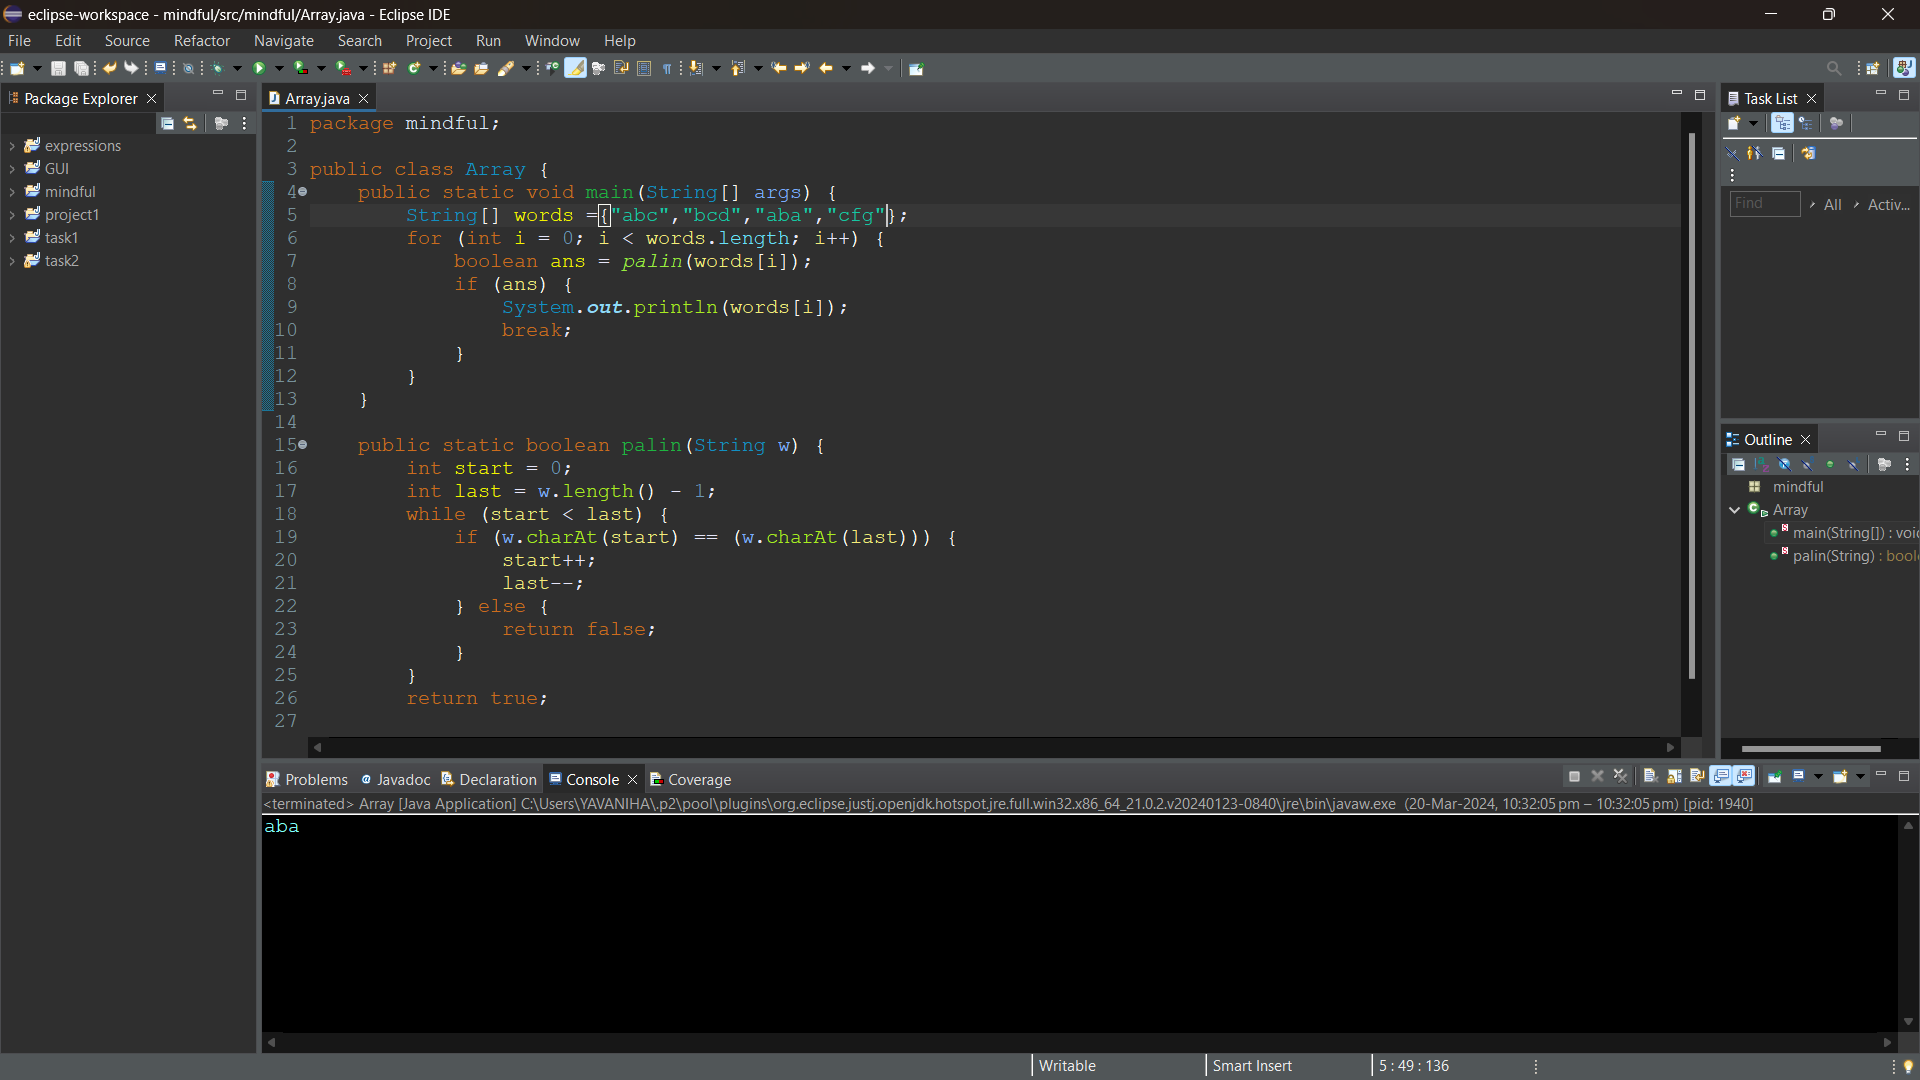 eclipse-workspace - mindful/src/mindful/Array.java - Eclipse IDE
File Edit Source Refactor Navigate Search Project Run Window Help
Package Explorer
expressions
GUI
mindful
project1
task1
task2
Array.java
1 package mindful;
2
3 public class Array {
4 public static void main(String[] args) {
5 String[] words ={"abc","bcd","aba","cfg"};
6 for (int i = 0; i < words.length; i++) {
7 boolean ans = palin(words[i]);
8 if (ans) {
9 System.out.println(words[i]);
10 break;
11 }
12 }
13 }
14
15 public static boolean palin(String w) {
16 int start = 0;
17 int last = w.length() - 1;
18 while (start < last) {
19 if (w.charAt(start) == (w.charAt(last))) {
20 start++;
21 last--;
22 } else {
23 return false;
24 }
25 }
26 return true;
27
Task List
Find All Activ...
Outline
mindful
Array
main(String[]) : voi
palin(String) : bool
Problems Javadoc Declaration Console Coverage
<terminated> Array [Java Application] C:\Users\YAVANIHA\.p2\pool\plugins\org.eclipse.justj.openjdk.hotspot.jre.full.win32.x86_64_21.0.2.v20240123-0840\jre\bin\javaw.exe (20-Mar-2024, 10:32:05 pm – 10:32:05 pm) [pid: 1940]
aba
Writable Smart Insert 5 : 49 : 136